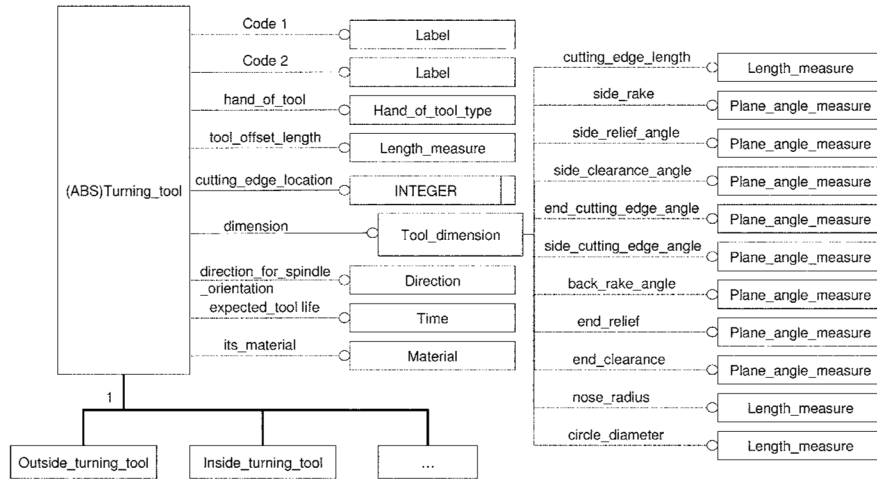 (ABS)Turning_tool
Code 1
Label
Code 2
Label
hand_of_tool
Hand_of_tool_type
tool_offset_length
Length_measure
cutting_edge_location
INTEGER
dimension
Tool_dimension
direction_for_spindle
_orientation
Direction
expected_tool life
Time
its_material
Material
cutting_edge_length
Length_measure
side_rake
Plane_angle_measure
side_relief_angle
Plane_angle_measure
side_clearance_angle
Plane_angle_measure
end_cutting_edge_angle
Plane_angle_measure
side_cutting_edge_angle
Plane_angle_measure
back_rake_angle
Plane_angle_measure
end_relief
Plane_angle_measure
end_clearance
Plane_angle_measure
nose_radius
Length_measure
circle_diameter
Length_measure
1
Outside_turning_tool
Inside_turning_tool
...